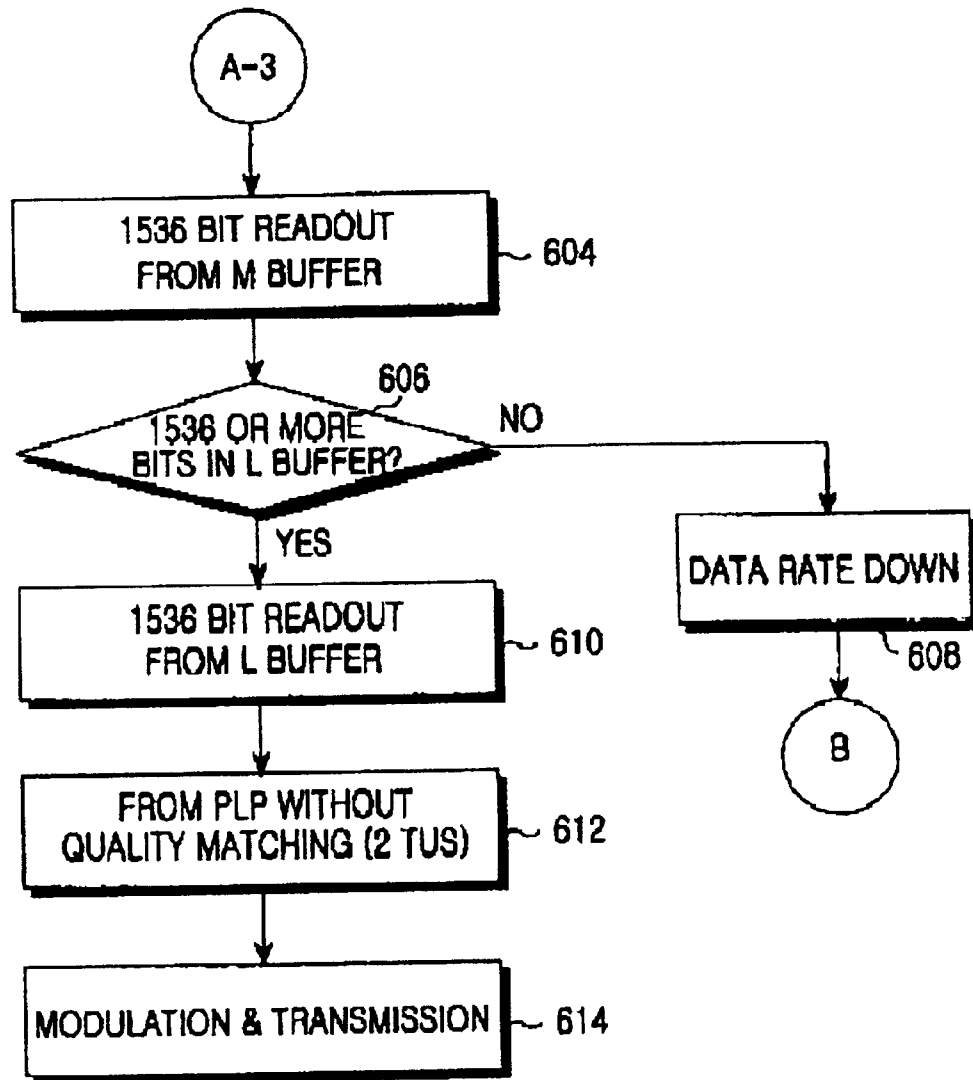 A-3
1536 BIT READOUT
FROM M BUFFER
604
606
1536 OR MORE
BITS IN L BUFFER?
NO
YES
DATA RATE DOWN
608
1536 BIT READOUT
FROM L BUFFER
610
B
FROM PLP WITHOUT
QUALITY MATCHING (2 TUS)
612
MODULATION & TRANSMISSION
614